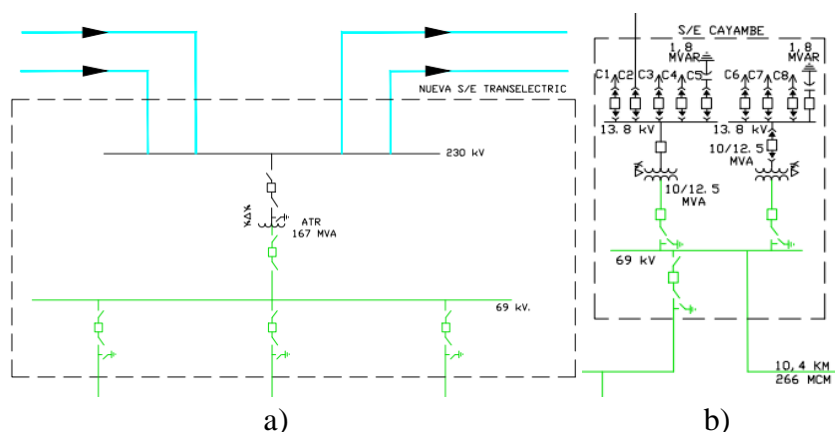 NUEVA S/E TRANSELECTRIC
230 kV
ATR
167 MVA
69 kV.
a)
S/E CAYAMBE
1,8
MVAR
1,8
MVAR
C1 C2 C3 C4 C5
C6 C7 C8
13.8 kV
13.8 kV
10/12.5
MVA
10/12.5
MVA
69 kV
10,4 KM
266 MCM
b)